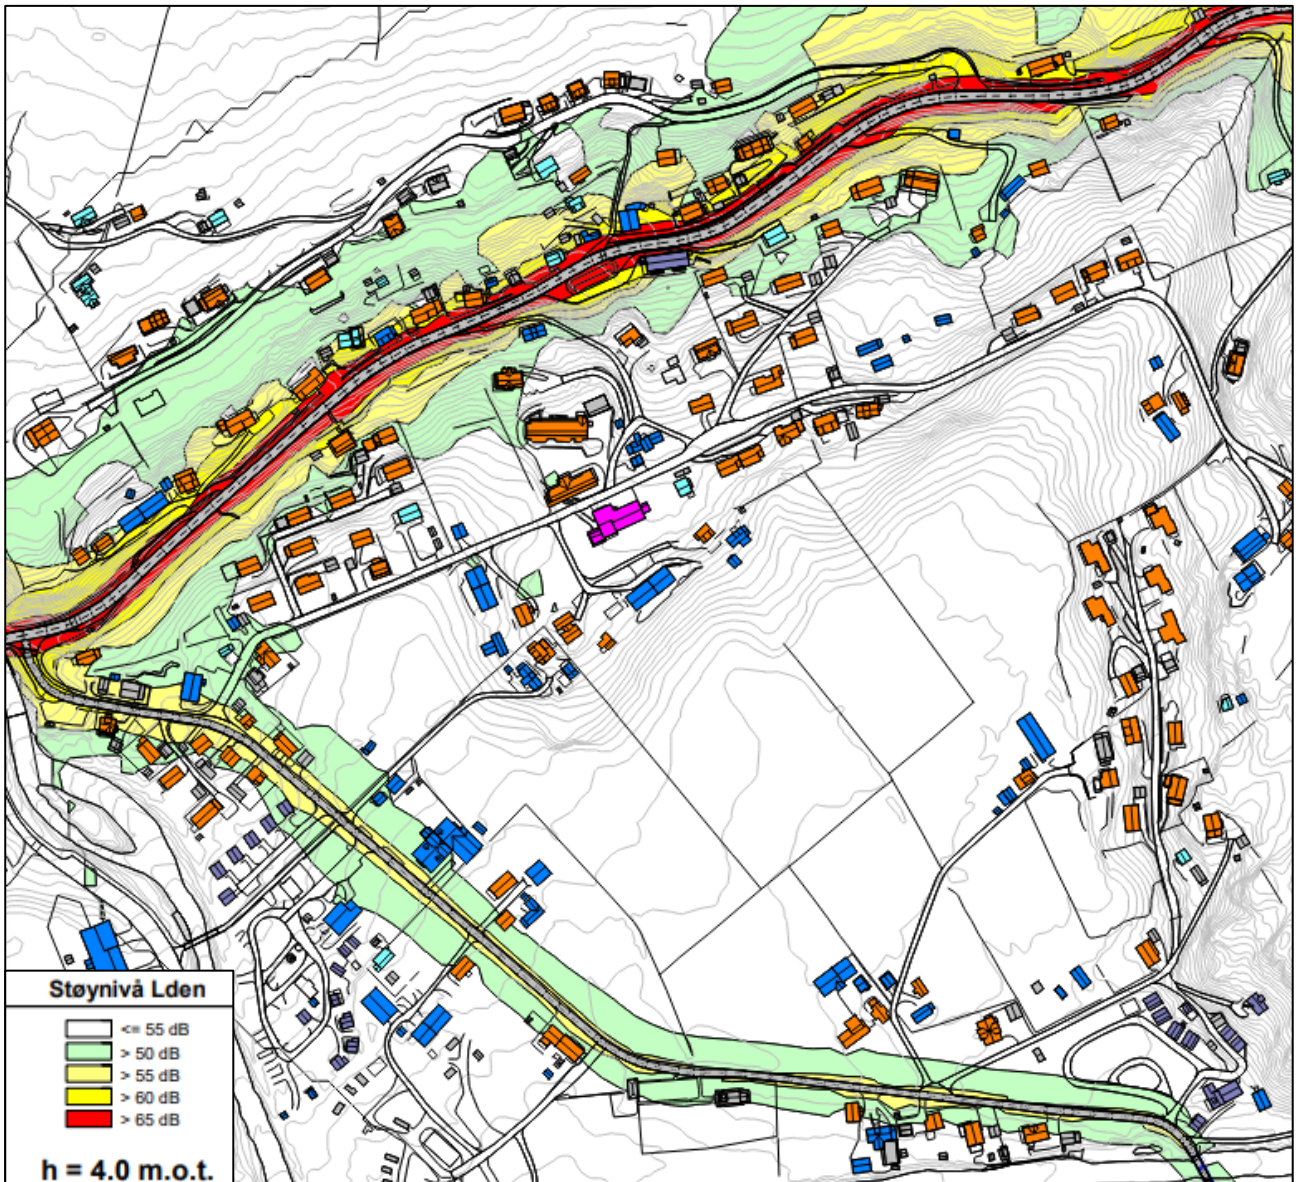 Støynivå Lden
<= 55 dB
> 50 dB
> 55 dB
> 60 dB
> 65 dB
h = 4.0 m.o.t.